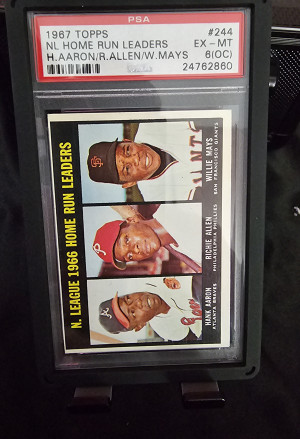 PSA
1967 TOPPS #244
NL HOME RUN LEADERS EX - MT
H.AARON/R.ALLEN/W.MAYS 6(OC)
24762860
N. LEAGUE 1966 HOME RUN LEADERS
HANK AARON
ATLANTA BRAVES
RICHIE ALLEN
PHILADELPHIA PHILLIES
WILLIE MAYS
SAN FRANCISCO GIANTS